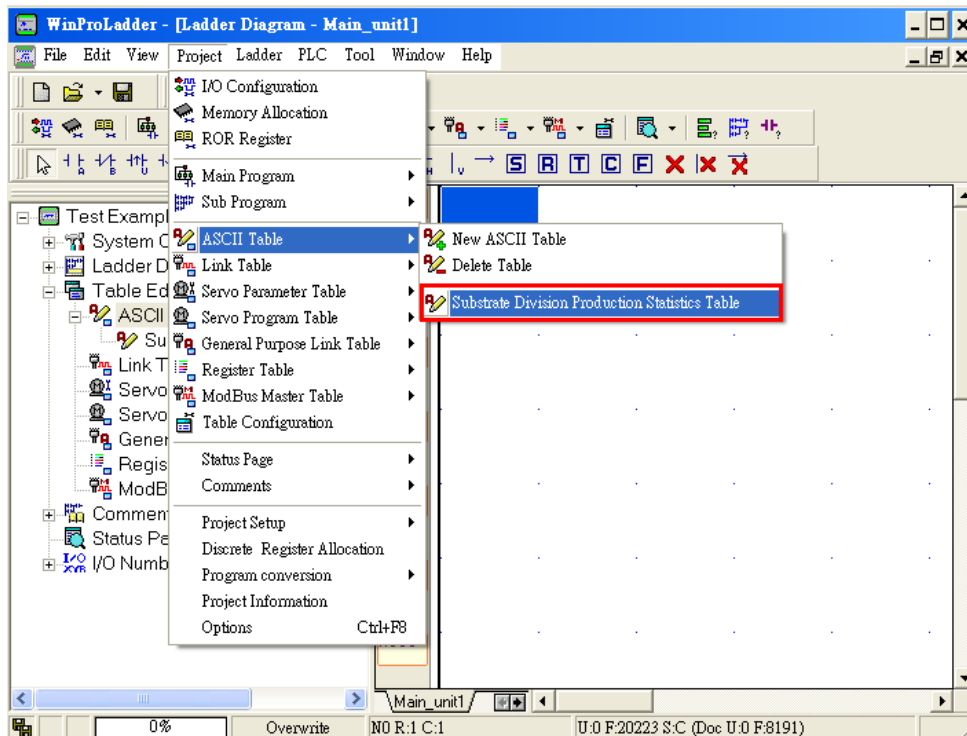 WinProLadder - [Ladder Diagram - Main_unit1]
File Edit View Project Ladder PLC Tool Window Help
I/O Configuration
Memory Allocation
ROR Register
Main Program
Sub Program
ASCII Table
Link Table
Servo Parameter Table
Servo Program Table
General Purpose Link Table
Register Table
ModBus Master Table
Table Configuration
Status Page
Comments
Project Setup
Discrete Register Allocation
Program conversion
Project Information
Options Ctrl+F8
New ASCII Table
Delete Table
Substrate Division Production Statistics Table
A B U
U
S R T C F
Test Exampl
System C
Ladder D
Table Ed
ASCII
Su
Link T
Servo
Servo
Gener
Regis
ModB
Commen
Status Pa
I/O Numb
Main_unit1
0% Overwrite N0 R:1 C:1 U:0 F:20223 S:C (Doc U:0 F:8191)